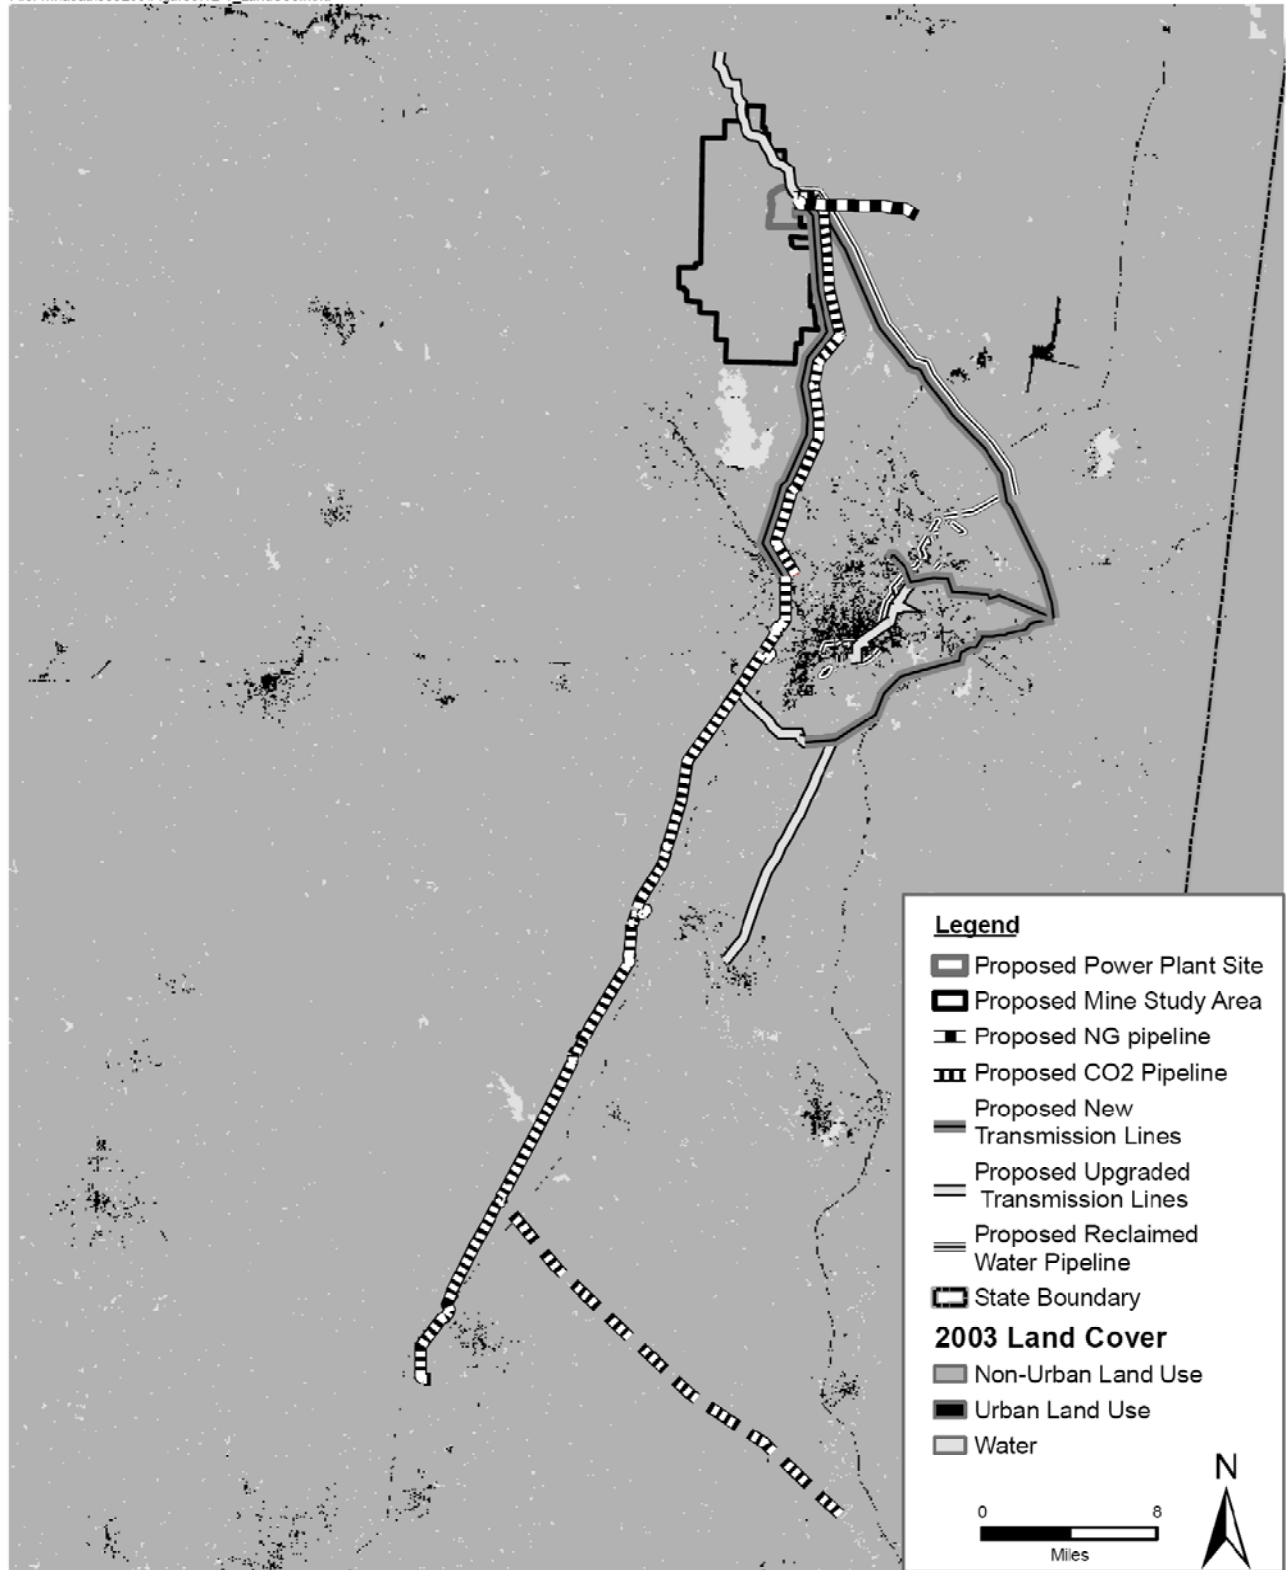 Legend
Proposed Power Plant Site
Proposed Mine Study Area
Proposed NG pipeline
Proposed CO2 Pipeline
Proposed New
Transmission Lines
Proposed Upgraded
Transmission Lines
Proposed Reclaimed
Water Pipeline
State Boundary
2003 Land Cover
Non-Urban Land Use
Urban Land Use
Water
N
0 8
Miles